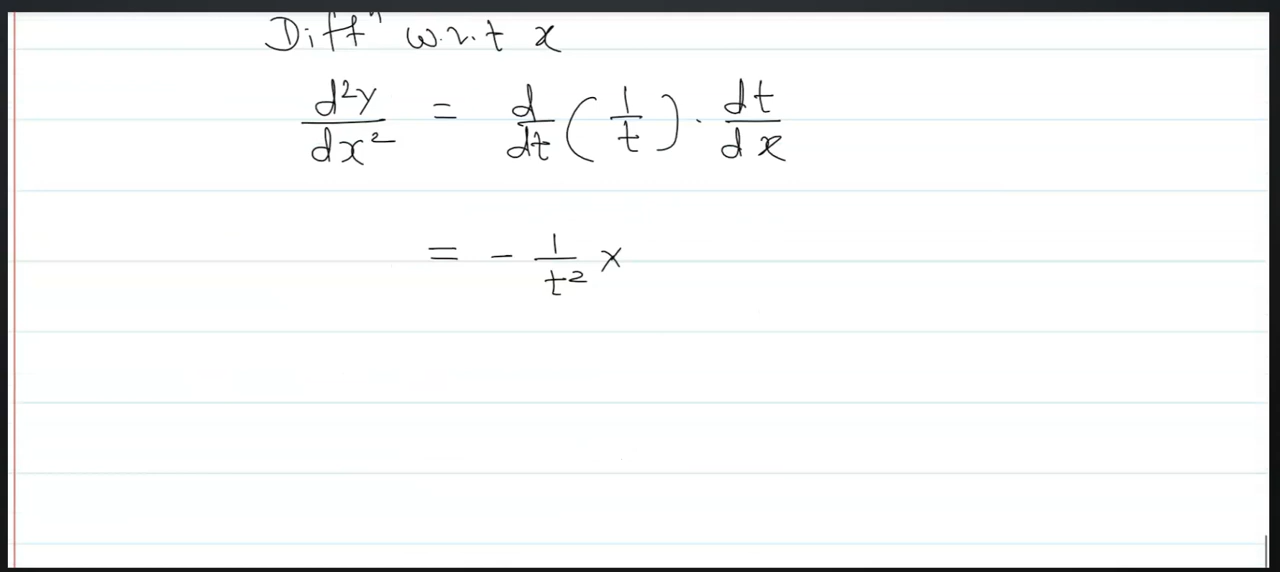 Diffⁿ w.r.t x
d²y/dx² = d/dt (1/t) · dt/dx
= - 1/t² ×